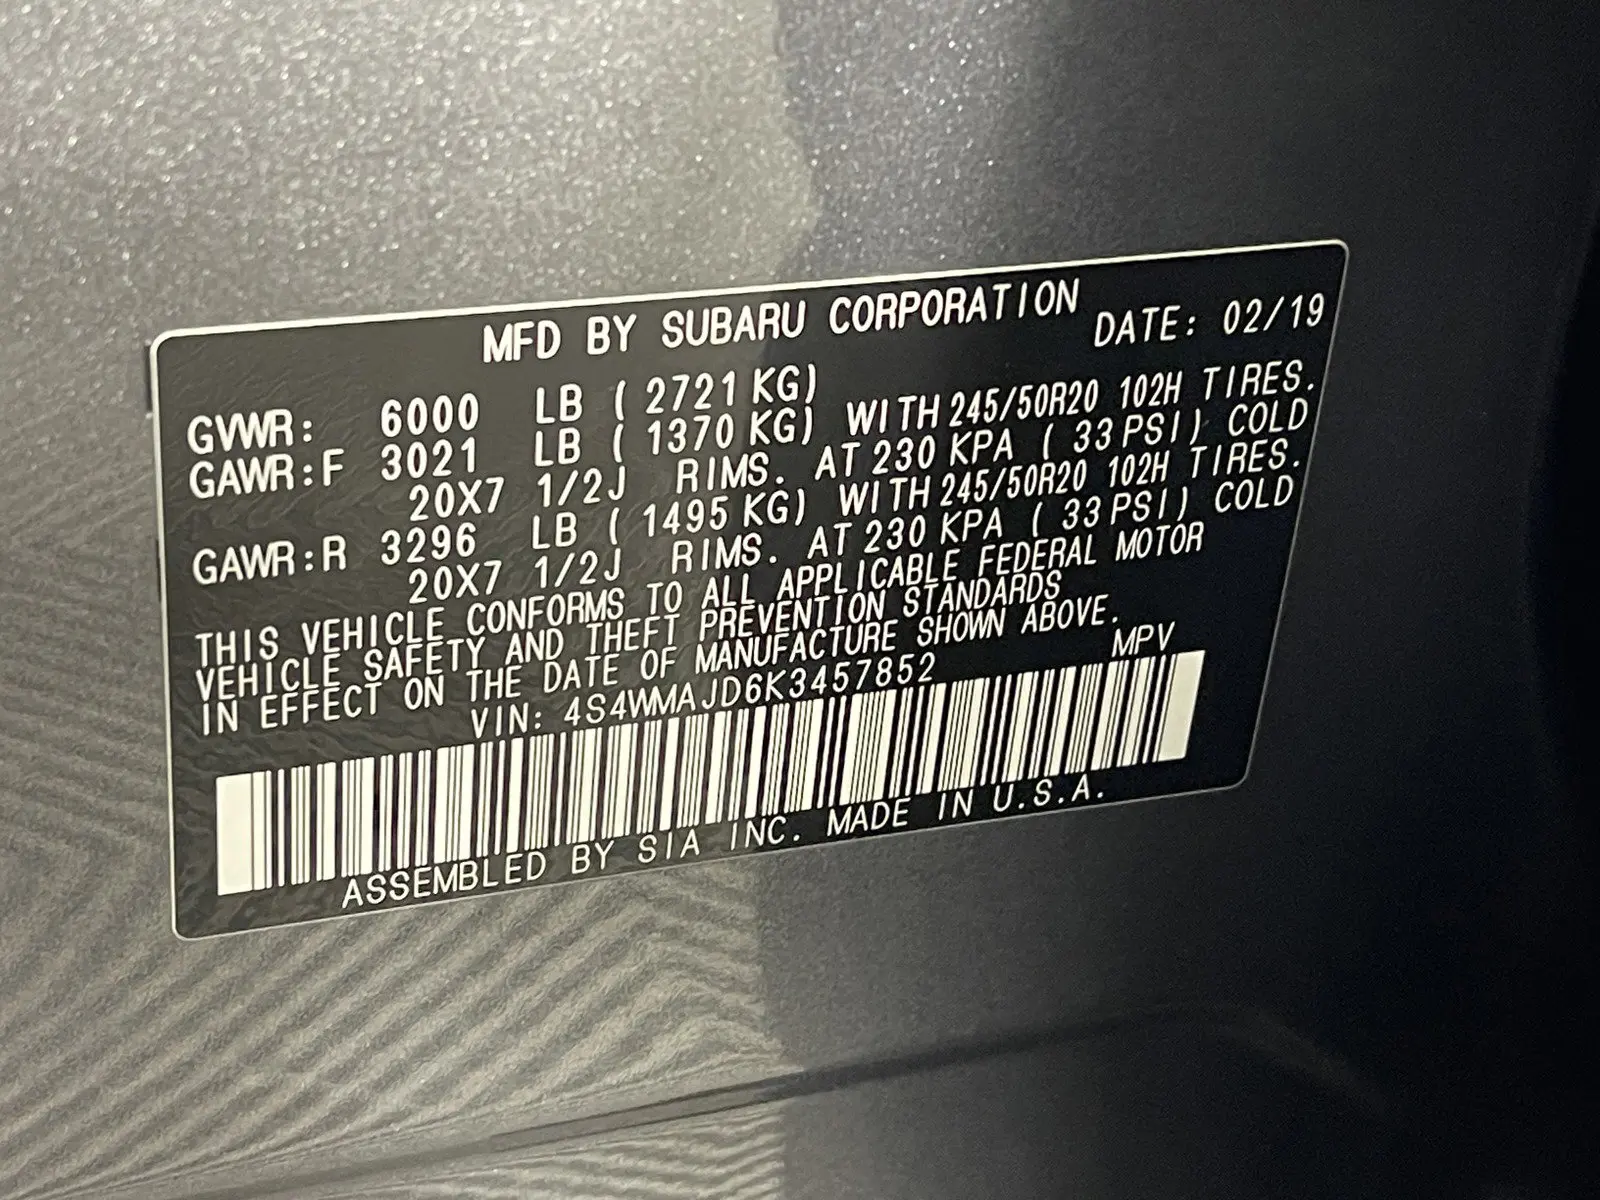 MFD BY SUBARU CORPORATION
DATE: 02/19
GVWR: 6000 LB ( 2721 KG)
GAWR:F 3021 LB ( 1370 KG) WITH 245/50R20 102H TIRES.
20X7 1/2J RIMS. AT 230 KPA ( 33 PSI) COLD
GAWR:R 3296 LB ( 1495 KG) WITH 245/50R20 102H TIRES.
20X7 1/2J RIMS. AT 230 KPA ( 33 PSI) COLD
THIS VEHICLE CONFORMS TO ALL APPLICABLE FEDERAL MOTOR
VEHICLE SAFETY AND THEFT PREVENTION STANDARDS
IN EFFECT ON THE DATE OF MANUFACTURE SHOWN ABOVE.
VIN: 4S4WMAJD6K3457852 MPV
ASSEMBLED BY SIA INC. MADE IN U.S.A.